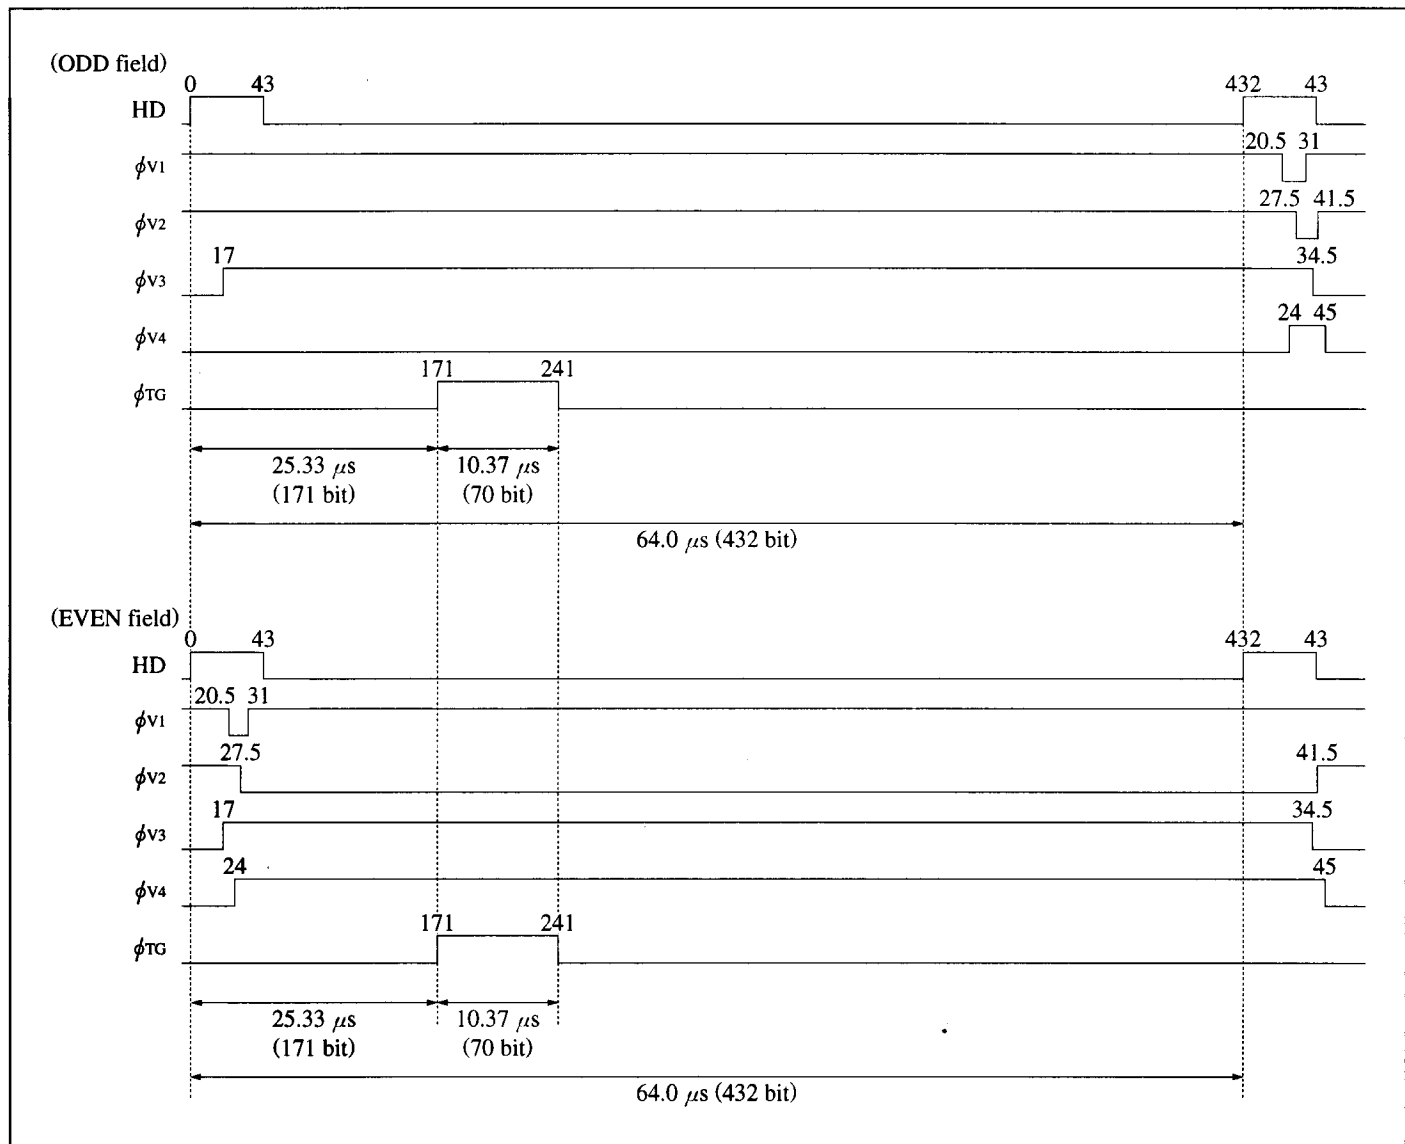 (ODD field)
0 43 432 43
HD
20.5 31
φV1
27.5 41.5
φV2
17 34.5
φV3
24 45
φV4
171 241
φTG
25.33 μs 10.37 μs
(171 bit) (70 bit)
64.0 μs (432 bit)
(EVEN field)
0 43 432 43
HD
20.5 31
φV1
27.5 41.5
φV2
17 34.5
φV3
24 45
φV4
171 241
φTG
25.33 μs 10.37 μs
(171 bit) (70 bit)
64.0 μs (432 bit)